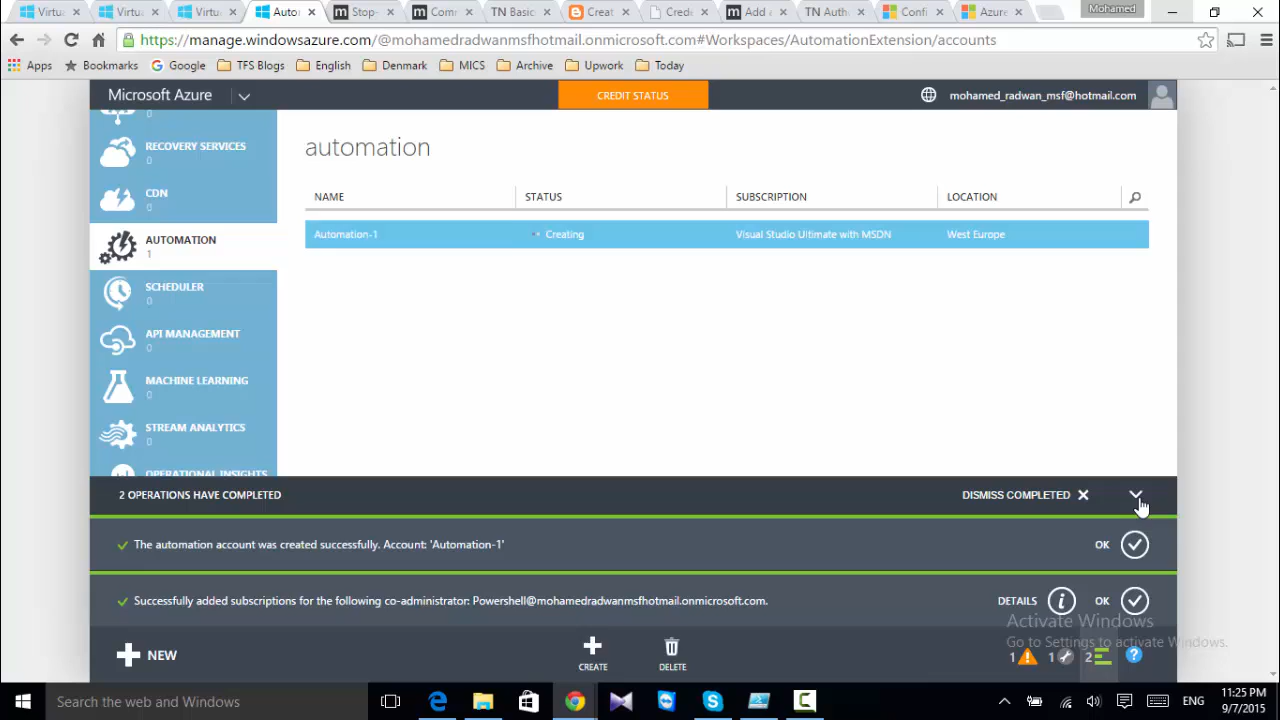 Virtu
Virtu
Virtu
Auto
Stop-
Com
TN Basic
Creat
Crede
Add a
TN Auth
Confi
Azure
Mohamed
https://manage.windowsazure.com/@mohamedradwanmsfhotmail.onmicrosoft.com#Workspaces/AutomationExtension/accounts
Apps Bookmarks Google TFS Blogs English Denmark MICS Archive Upwork Today
Microsoft Azure
CREDIT STATUS
mohamed_radwan_msf@hotmail.com
0
RECOVERY SERVICES
0
CDN
0
AUTOMATION
1
SCHEDULER
0
API MANAGEMENT
0
MACHINE LEARNING
0
STREAM ANALYTICS
0
OPERATIONAL INSIGHTS
automation
NAME STATUS SUBSCRIPTION LOCATION
Automation-1 Creating Visual Studio Ultimate with MSDN West Europe
2 OPERATIONS HAVE COMPLETED
DISMISS COMPLETED
The automation account was created successfully. Account: 'Automation-1'
OK
Successfully added subscriptions for the following co-administrator: Powershell@mohamedradwanmsfhotmail.onmicrosoft.com.
DETAILS OK
Activate Windows
Go to Settings to activate Windows.
NEW
CREATE
DELETE
1 1 2
Search the web and Windows
ENG
11:25 PM
9/7/2015